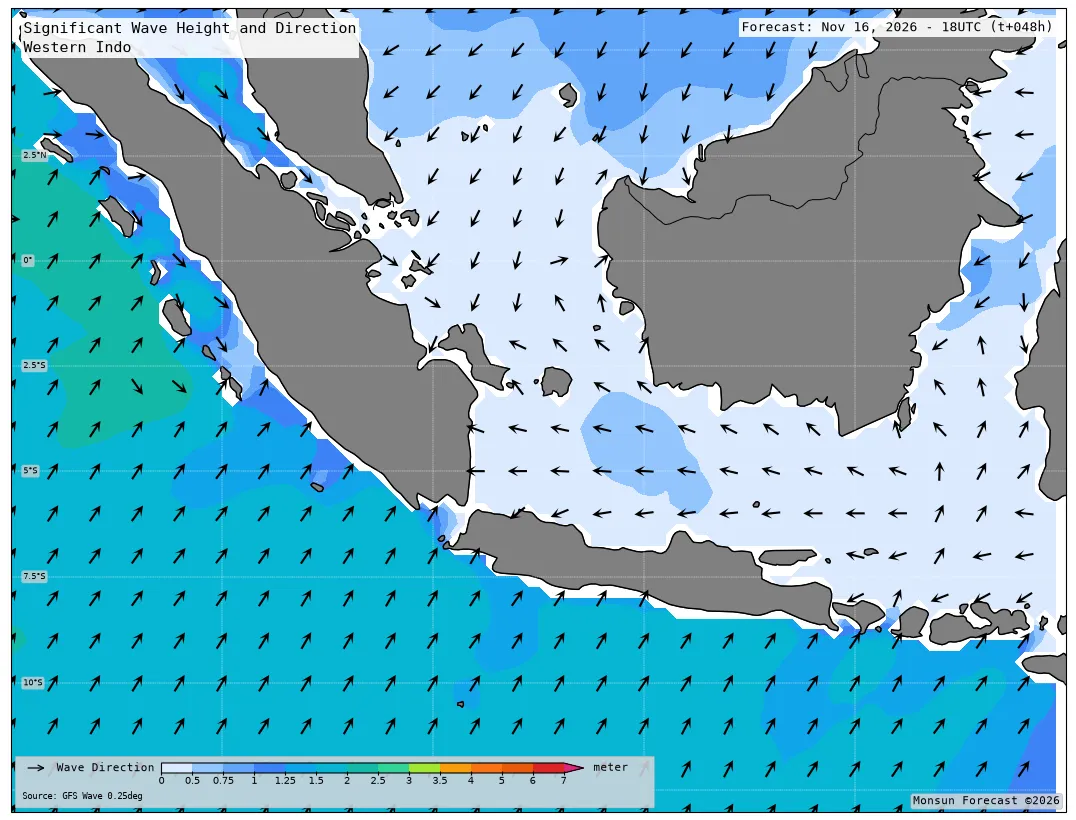 Significant Wave Height and Direction
Western Indo
Forecast: Nov 16, 2026 - 18UTC (t+048h)
2.5°N
0°
2.5°S
5°S
7.5°S
10°S
Wave Direction
0 0.5 0.75 1 1.25 1.5 2 2.5 3 3.5 4 5 6 7
meter
Source: GFS Wave 0.25deg
Monsun Forecast ©2026